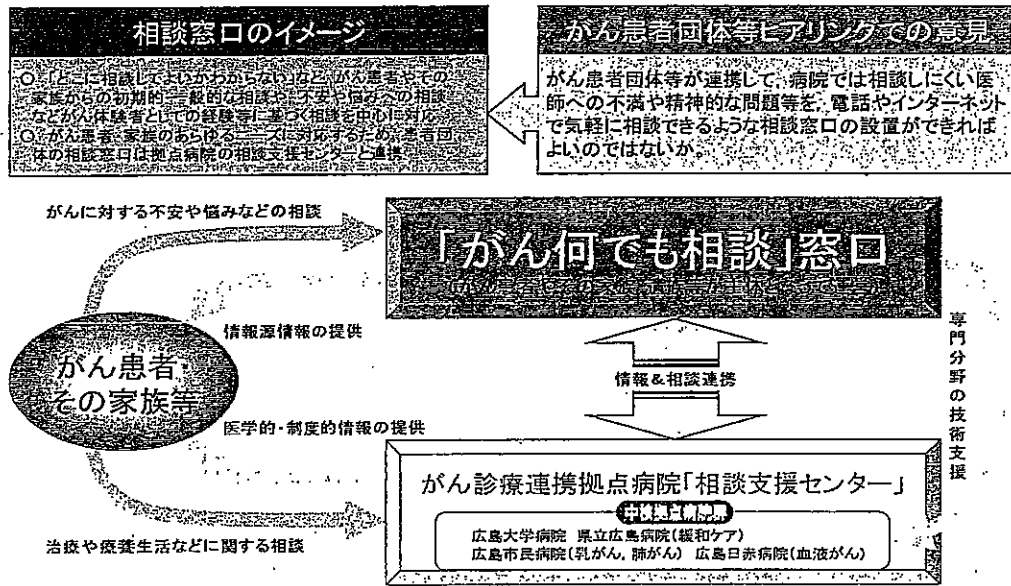 相談窓口のイメージ
○ 「どこに相談してよいかわからない」など、がん患者やその
家族からの初期的、一般的な相談や、不安や悩みへの相談
などがん体験者としての経験等に基づく相談を中心に対応
○ がん患者、家族のあらゆるニーズに対応するため、患者団
体の相談窓口は拠点病院の相談支援センターと連携
がん患者団体等ヒアリングでの意見
がん患者団体等が連携して、病院では相談しにくい医
師への不満や精神的な問題等を、電話やインターネット
で気軽に相談できるような相談窓口の設置ができれば
よいのではないか。
がんに対する不安や悩みなどの相談
「がん何でも相談」窓口
情報源情報の提供
がん患者・
その家族等
情報&相談連携
専門分野の技術支援
医学的・制度的情報の提供
がん診療連携拠点病院「相談支援センター」
広島大学病院 県立広島病院(緩和ケア)
広島市民病院(乳がん,肺がん) 広島日赤病院(血液がん)
治療や療養生活などに関する相談